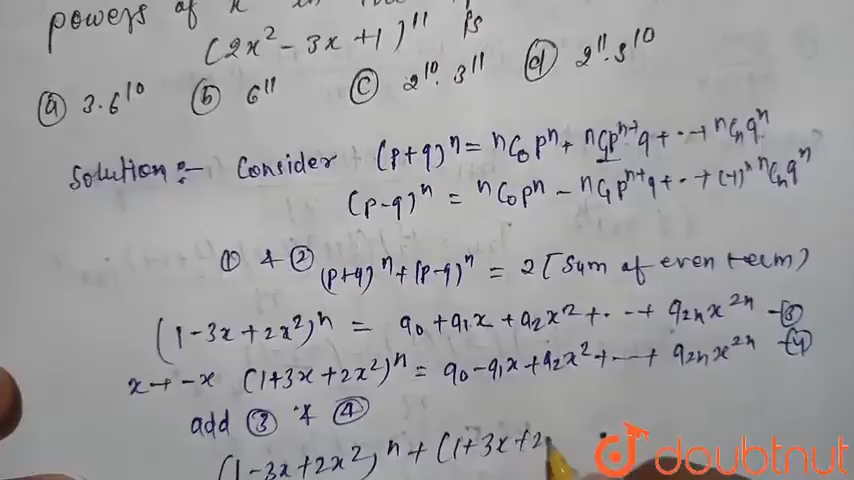 powers of x in
(2x² - 3x + 1)¹¹ is
(a) 3·6¹⁰ (b) 6¹¹ (c) 2¹⁰·3¹¹ (d) 2¹¹·3¹⁰
Solution:- Consider (p+q)ⁿ = ⁿC₀pⁿ + ⁿC₁pⁿ⁻¹q + ··+ ⁿCₙqⁿ
(p-q)ⁿ = ⁿC₀pⁿ - ⁿC₁pⁿ⁻¹q + ··+ (-1)ⁿ ⁿCₙqⁿ
① & ② (p+q)ⁿ + (p-q)ⁿ = 2 [Sum of even term)
(1-3x+2x²)ⁿ = a₀ + a₁x + a₂x² + ··+ a₂ₙx²ⁿ -③
x→-x (1+3x+2x²)ⁿ = a₀ - a₁x + a₂x² + ··+ a₂ₙx²ⁿ -④
add ③ & ④
(1-3x+2x²)ⁿ + (1+3x+2
doubtnut